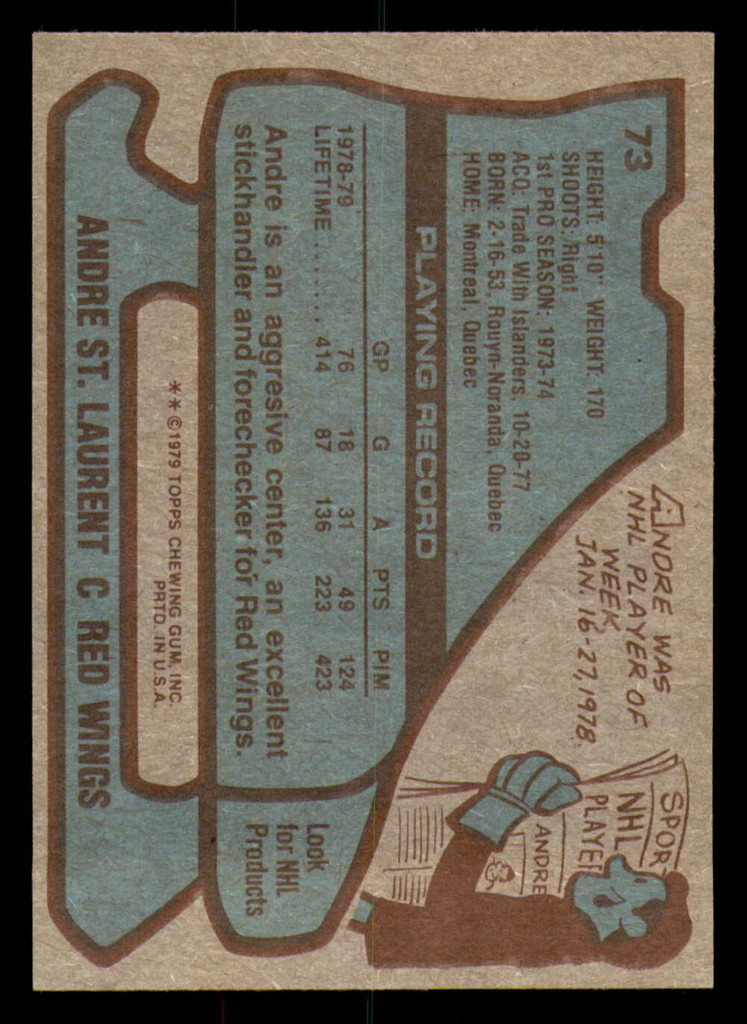 73
HEIGHT: 5'10" WEIGHT: 170
SHOOTS: Right
1st PRO SEASON: 1973-74
ACQ: Trade With Islanders, 10-20-77
BORN: 2-16-53, Rouyn-Noranda, Quebec
HOME: Montreal, Quebec
PLAYING RECORD
GP G A PTS PIM
1978-79 76 18 31 49 124
LIFETIME ........ 414 87 136 223 423
Andre is an aggresive center, an excellent
stickhandler and forechecker for Red Wings.
ANDRE WAS
NHL PLAYER OF
WEEK,
JAN. 16-27, 1978.
SPOR
NHL
PLAYE
ANDRE
Look
for NHL
Products
**©1979 TOPPS CHEWING GUM, INC.
PRTD. IN U.S.A.
ANDRE ST. LAURENT C RED WINGS